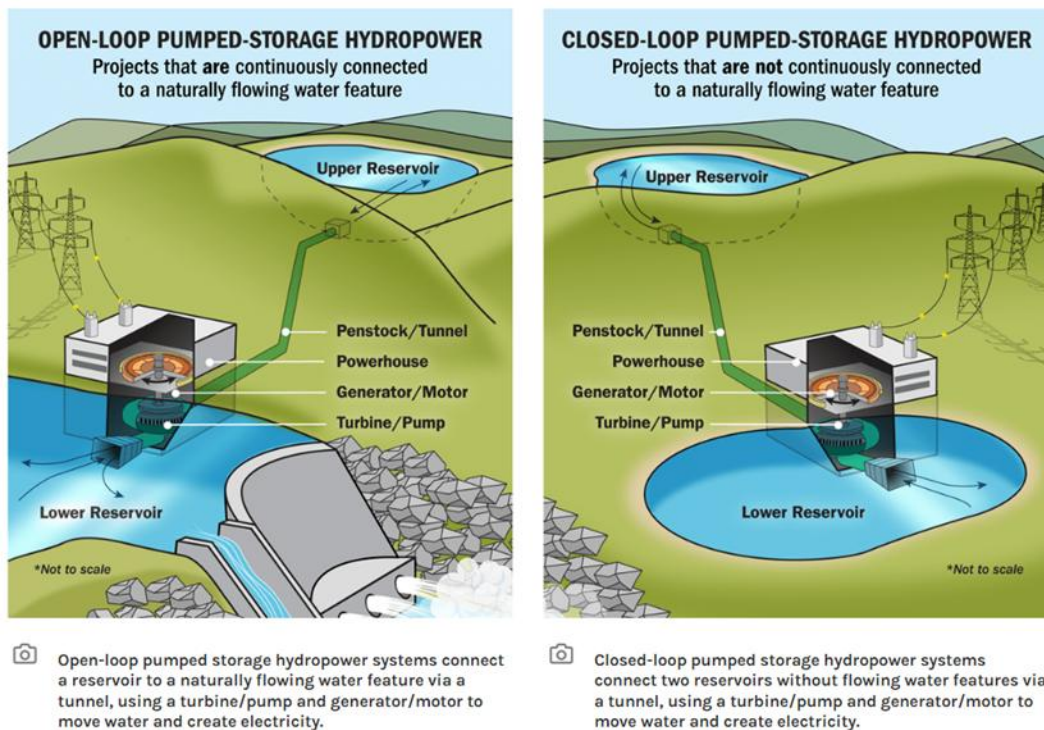 OPEN-LOOP PUMPED-STORAGE HYDROPOWER
Projects that are continuously connected
to a naturally flowing water feature
Upper Reservoir
Penstock/Tunnel
Powerhouse
Generator/Motor
Turbine/Pump
Lower Reservoir
*Not to scale
Open-loop pumped storage hydropower systems connect
a reservoir to a naturally flowing water feature via a
tunnel, using a turbine/pump and generator/motor to
move water and create electricity.
CLOSED-LOOP PUMPED-STORAGE HYDROPOWER
Projects that are not continuously connected
to a naturally flowing water feature
Upper Reservoir
Penstock/Tunnel
Powerhouse
Generator/Motor
Turbine/Pump
Lower Reservoir
*Not to scale
Closed-loop pumped storage hydropower systems
connect two reservoirs without flowing water features via
a tunnel, using a turbine/pump and generator/motor to
move water and create electricity.